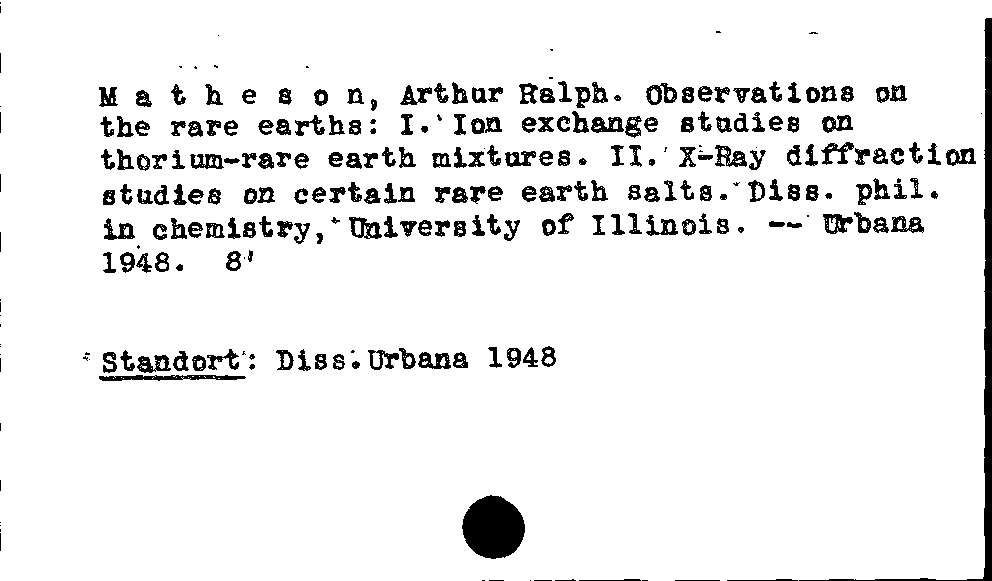 M a t h e s o n, Arthur Ralph. Observations on
the rare earths: I. Ion exchange studies on
thorium-rare earth mixtures. II. X-Ray diffraction
studies on certain rare earth salts. Diss. phil.
in chemistry, University of Illinois. -- Urbana
1948. 8'
Standort: Diss. Urbana 1948